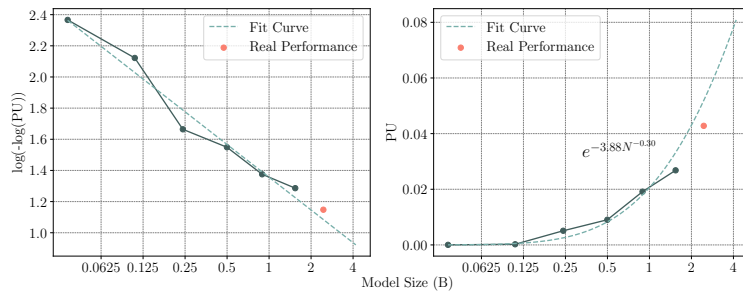 2.4
2.2
2.0
1.8
1.6
1.4
1.2
1.0
log(-log(PU))
Fit Curve
Real Performance
0.0625 0.125 0.25 0.5 1 2 4
0.08
0.06
0.04
0.02
0.00
PU
Fit Curve
Real Performance
e^{-3.88N^{-0.30}}
0.0625 0.125 0.25 0.5 1 2 4
Model Size (B)